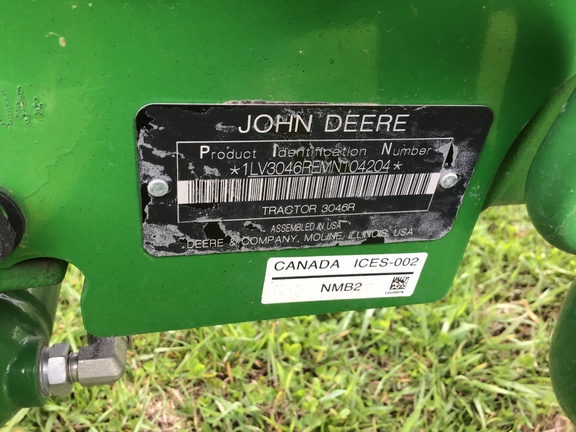 JOHN DEERE
Product Identification Number
*1LV3046REMN104204*
TRACTOR 3046R
ASSEMBLED IN USA
DEERE & COMPANY, MOLINE, ILLINOIS, USA
CANADA ICES-002
NMB2